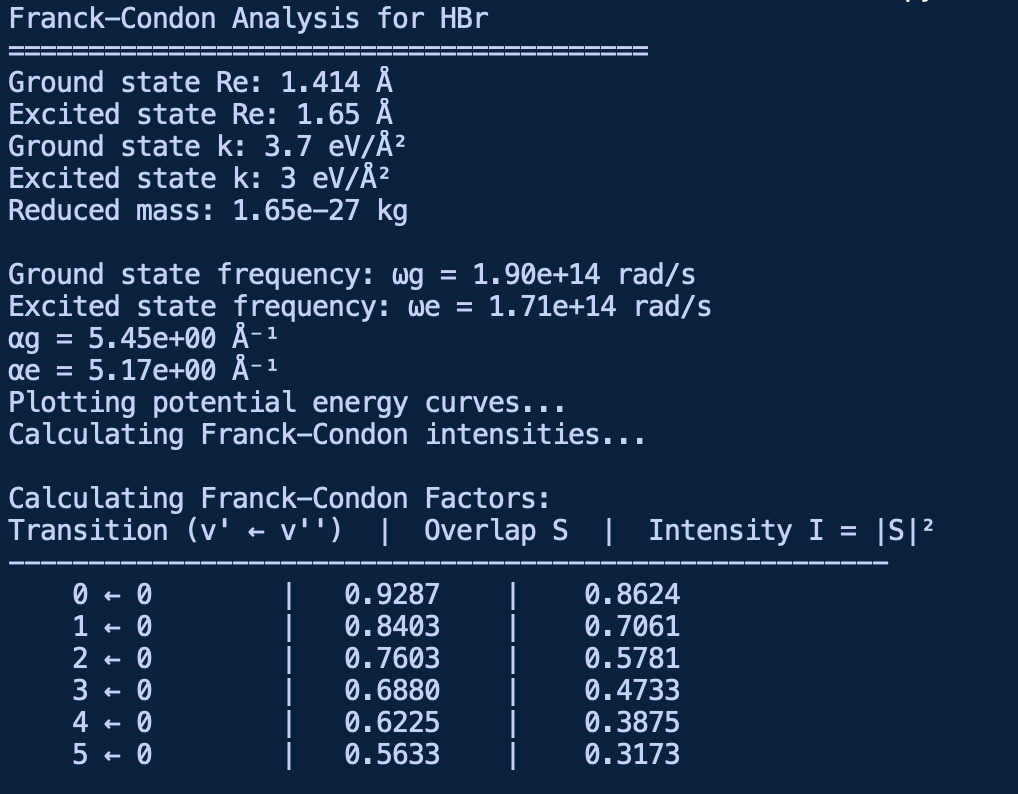 Franck–Condon Analysis for HBr
========================================
Ground state Re: 1.414 Å
Excited state Re: 1.65 Å
Ground state k: 3.7 eV/Å²
Excited state k: 3 eV/Å²
Reduced mass: 1.65e–27 kg
Ground state frequency: ωg = 1.90e+14 rad/s
Excited state frequency: ωe = 1.71e+14 rad/s
αg = 5.45e+00 Å⁻¹
αe = 5.17e+00 Å⁻¹
Plotting potential energy curves...
Calculating Franck–Condon intensities...
Calculating Franck–Condon Factors:
Transition (v' ← v'')  |  Overlap S  |  Intensity I = |S|²
–––––––––––––––––––––––––––––––––––––––––––––––––––––––
0 ← 0        |   0.9287    |    0.8624
1 ← 0        |   0.8403    |    0.7061
2 ← 0        |   0.7603    |    0.5781
3 ← 0        |   0.6880    |    0.4733
4 ← 0        |   0.6225    |    0.3875
5 ← 0        |   0.5633    |    0.3173